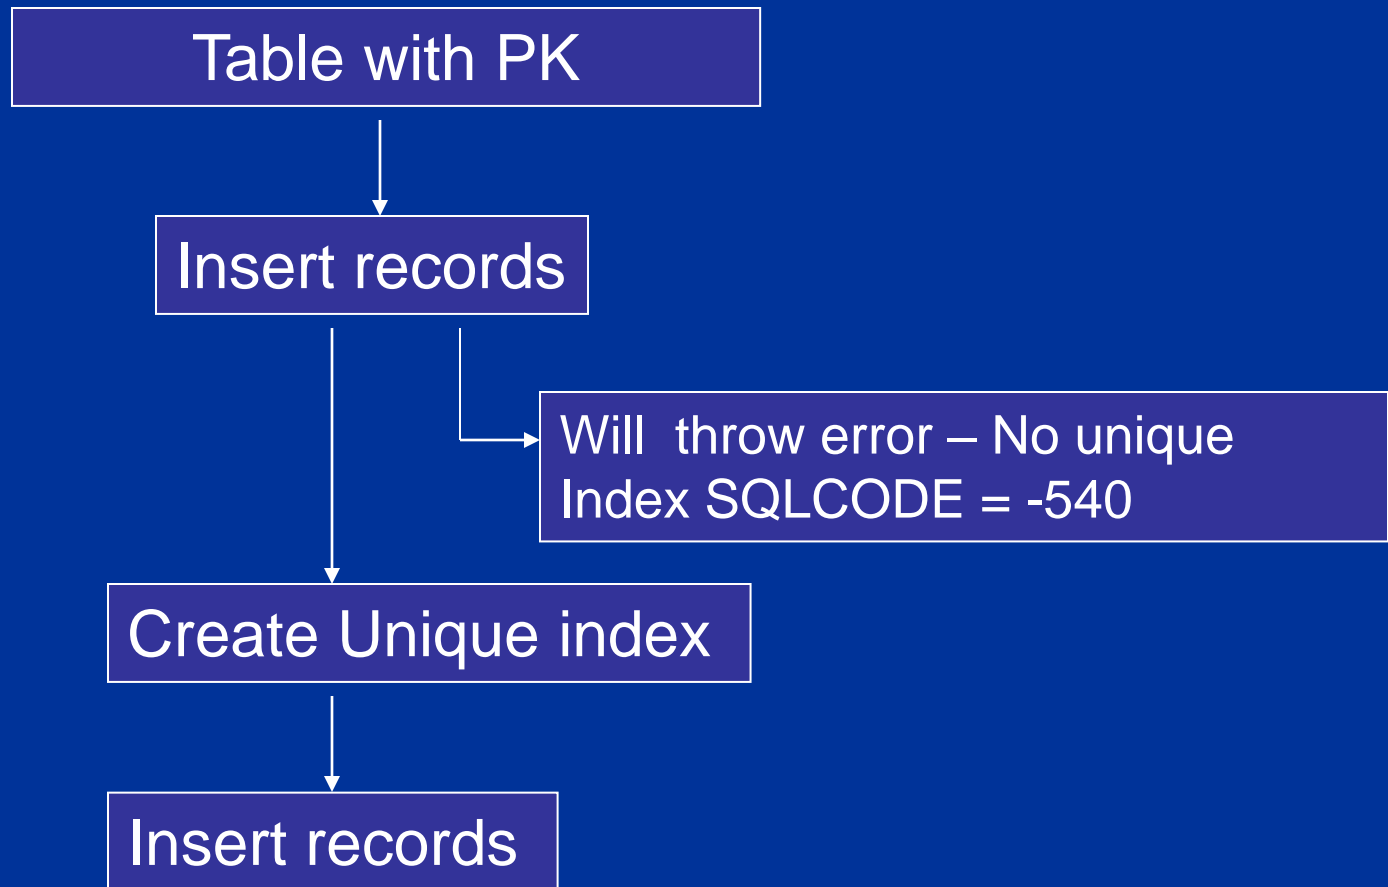 Table with PK
Insert records
Will throw error – No unique
Index SQLCODE = -540
Create Unique index
Insert records